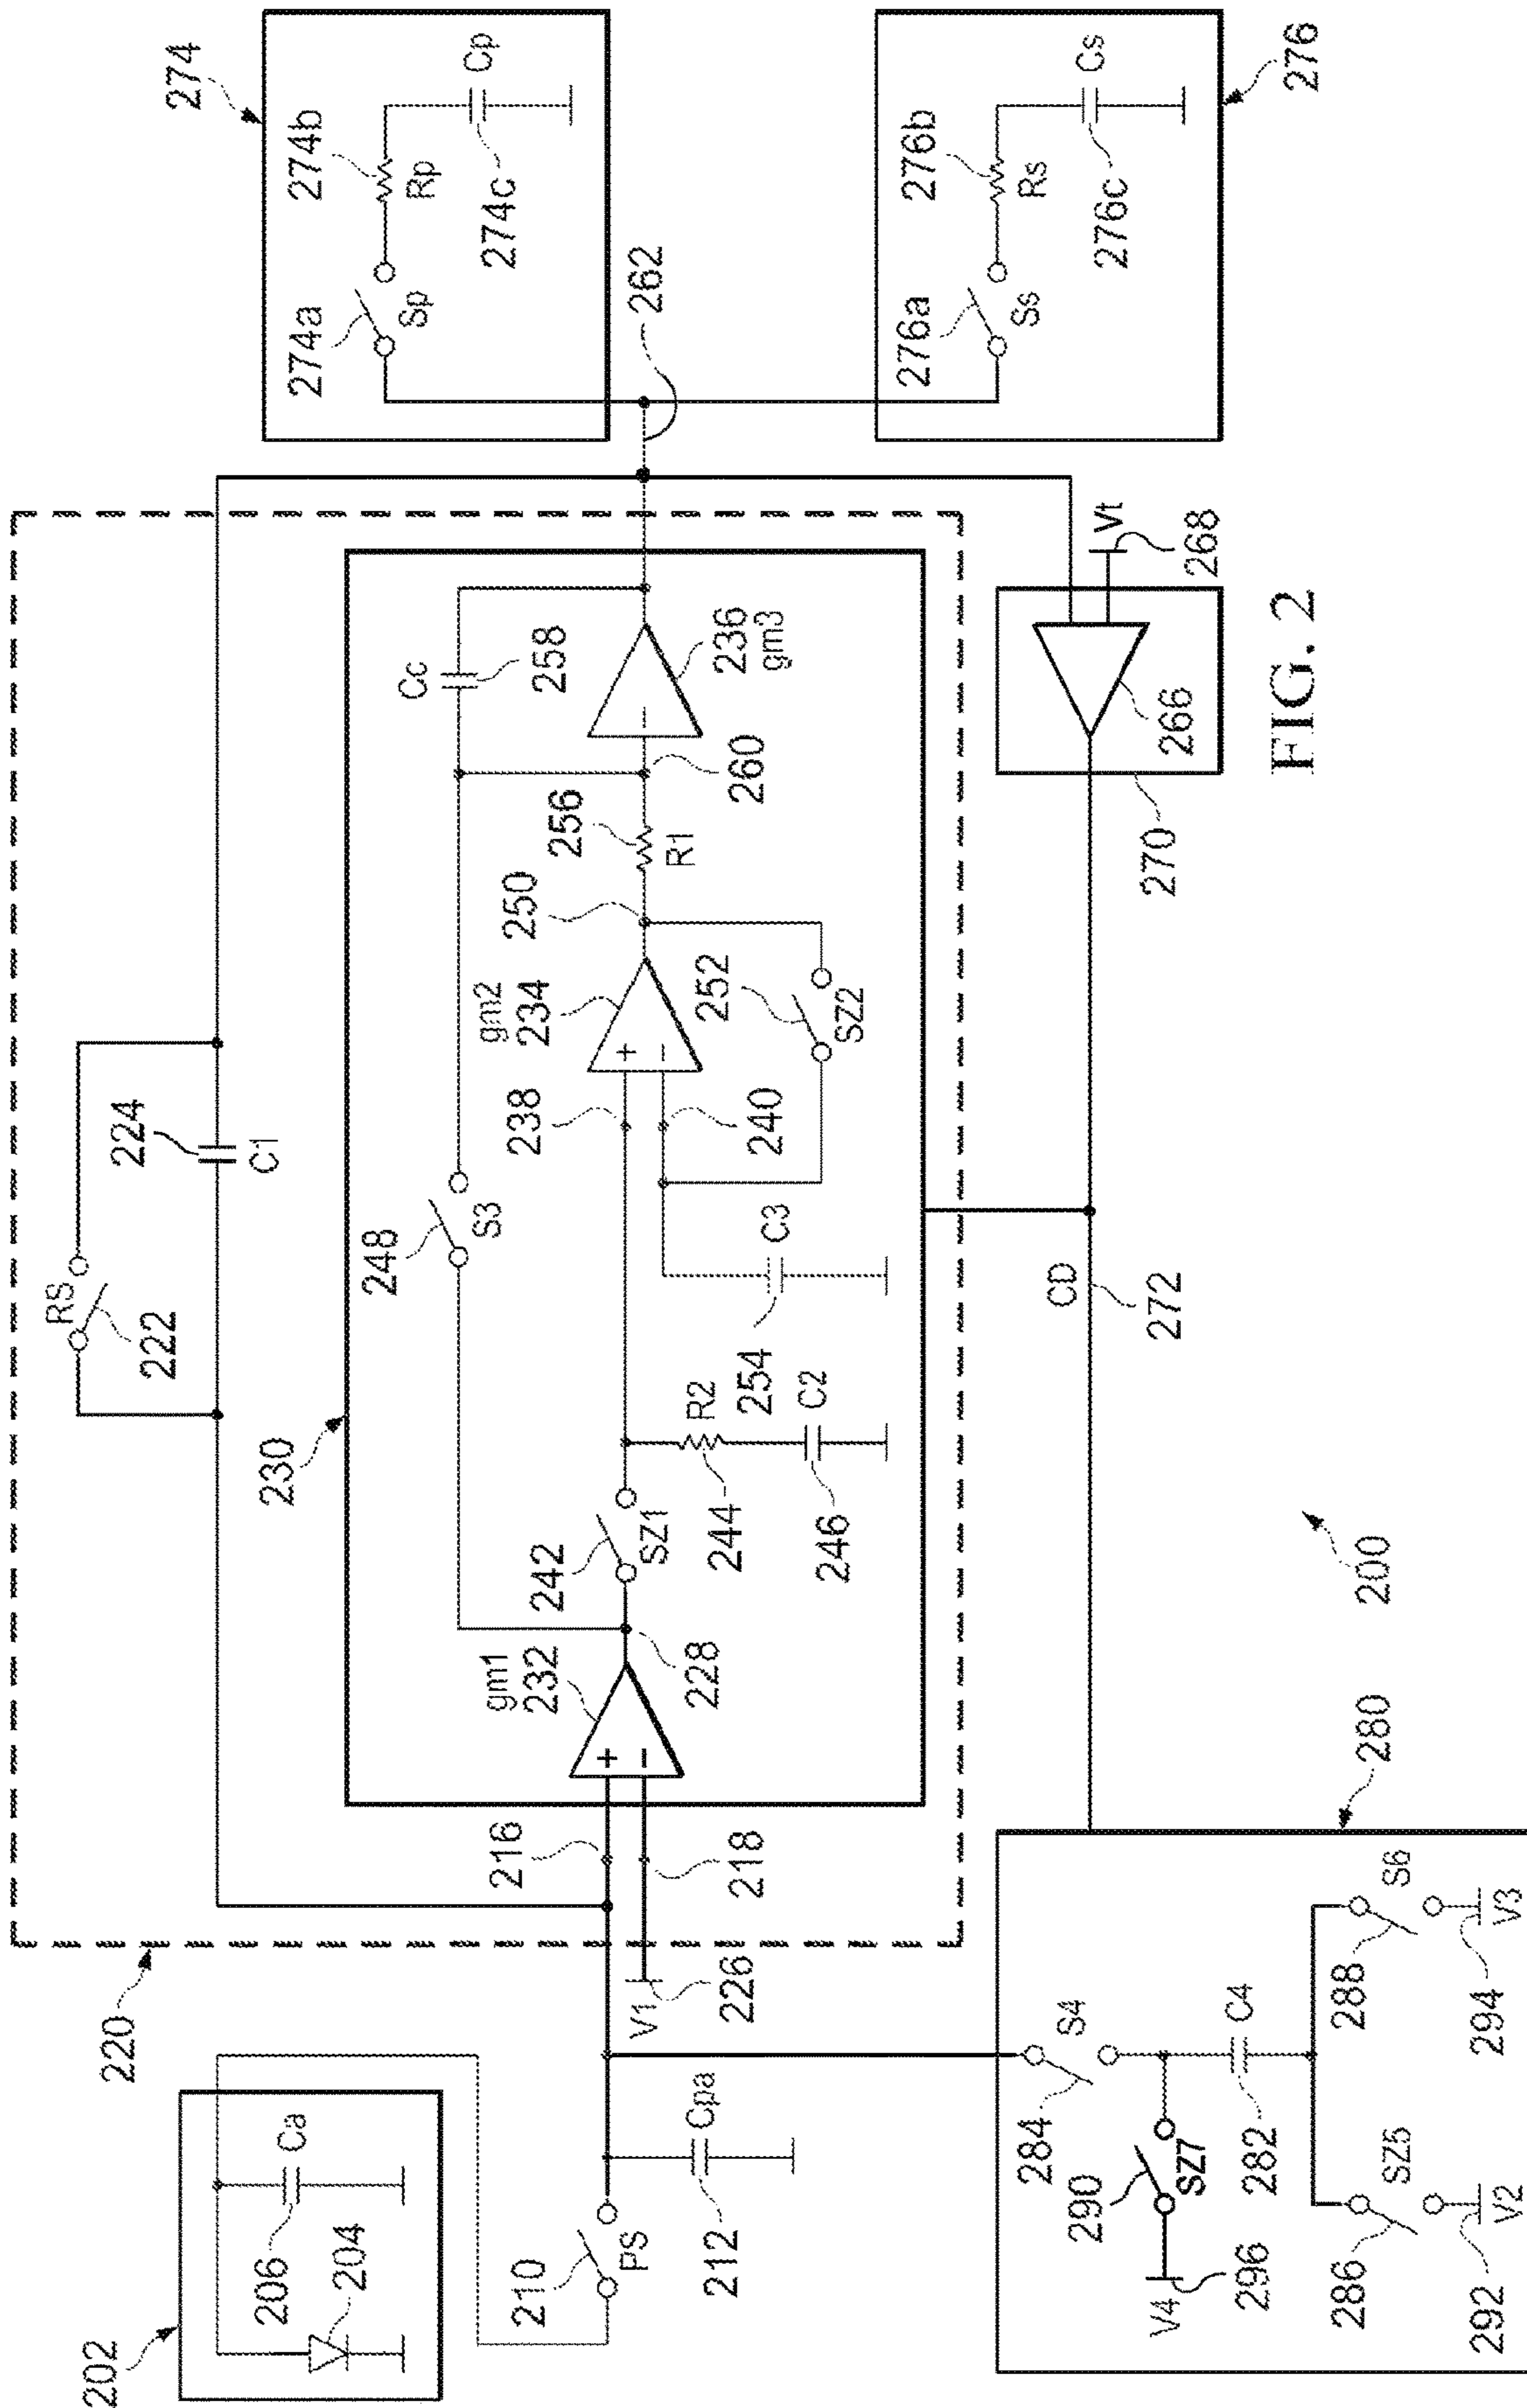 202
206
Ca
204
210
PS
212
Cpa
220
RS
222
224
C1
216
218
V1
226
230
gm1
232
228
242
SZ1
248
S3
R2
244
246
C2
254
C3
238
240
gm2
234
250
252
SZ2
256
R1
260
Cc
258
236
gm3
262
274
274a
Sp
274b
Rp
274c
Cp
276
276a
Ss
276b
Rs
276c
Cs
Vt
268
266
270
CD
272
280
S4
284
290
SZ7
V4
296
282
C4
286
SZ5
292
V2
288
S6
294
V3
200
FIG. 2